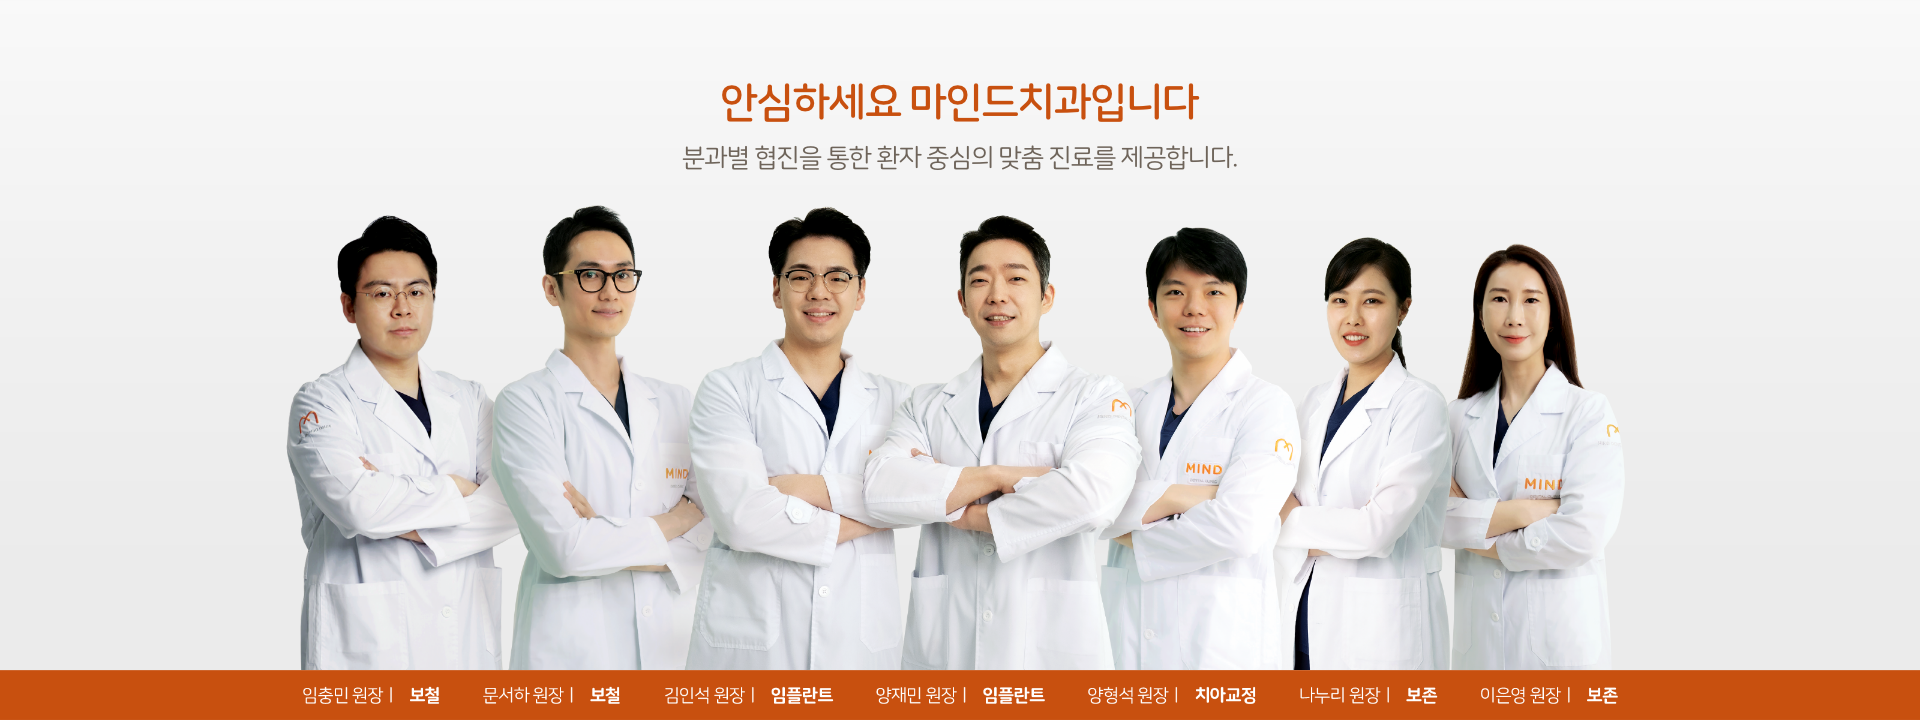 안심하세요 마인드치과입니다
분과별 협진을 통한 환자 중심의 맞춤 진료를 제공합니다.
MIND
MIND
MIND
임충민 원장 | 보철 문서하 원장 | 보철 김인석 원장 | 임플란트 양재민 원장 | 임플란트 양형석 원장 | 치아교정 나누리 원장 | 보존 이은영 원장 | 보존